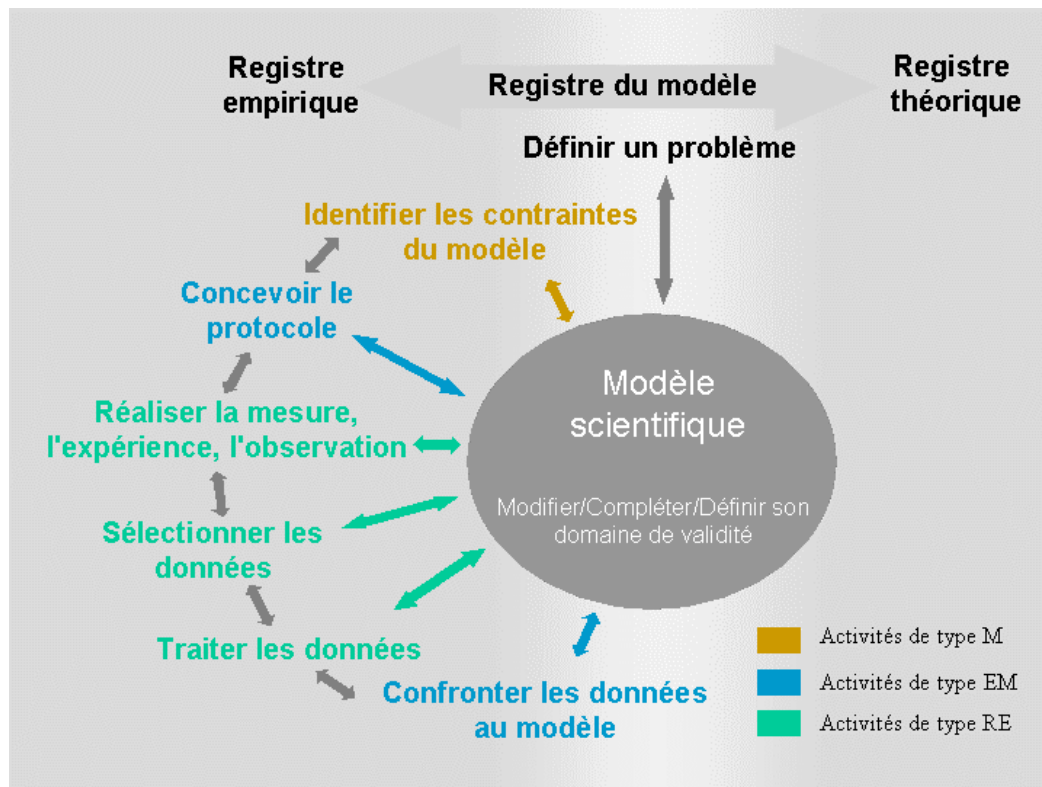 Registre
empirique
Registre du modèle
Registre
théorique
Définir un problème
Identifier les contraintes
du modèle
Concevoir le
protocole
Réaliser la mesure,
l'expérience, l'observation
Sélectionner les
données
Traiter les données
Confronter les données
au modèle
Modèle
scientifique
Modifier/Compléter/Définir son
domaine de validité
Activités de type M
Activités de type EM
Activités de type RE